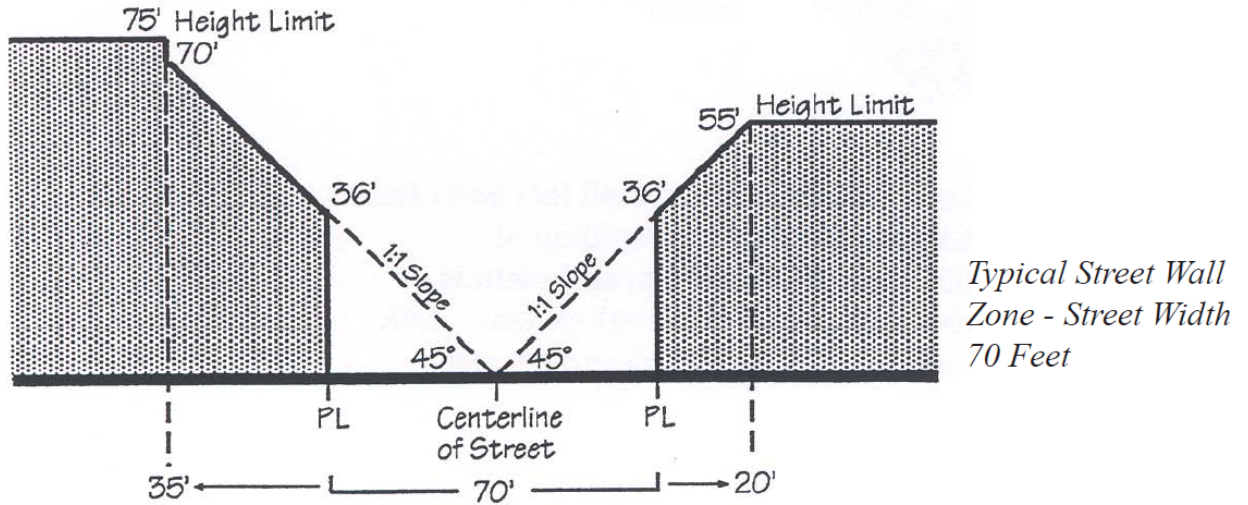 75' Height Limit
70'
55' Height Limit
36'
36'
1:1 Slope
1:1 Slope
45°
45°
Typical Street Wall
Zone - Street Width
70 Feet
PL
Centerline
of Street
PL
35'
70'
20'